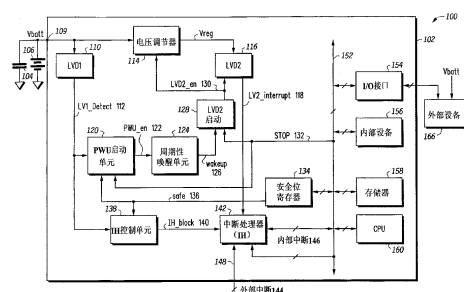 100
Vbatt
109
106
104
110
LVD1
电压调节器
114
Vreg
116
LVD2
102
LVD2_en 130
LV1_Detect 112
128
LVD2
启动
LV2_interrupt 118
152
154
I/O接口
Vbatt
外部设备
166
156
内部设备
120
PWU启动
单元
PWU_en
122
124
周期性
唤醒单元
wakeup
126
STOP 132
134
安全位
寄存器
158
存储器
safe 136
138
IH控制单元
IH_block 140
142
中断处理器
(IH)
内部中断146
CPU
160
148
外部中断144